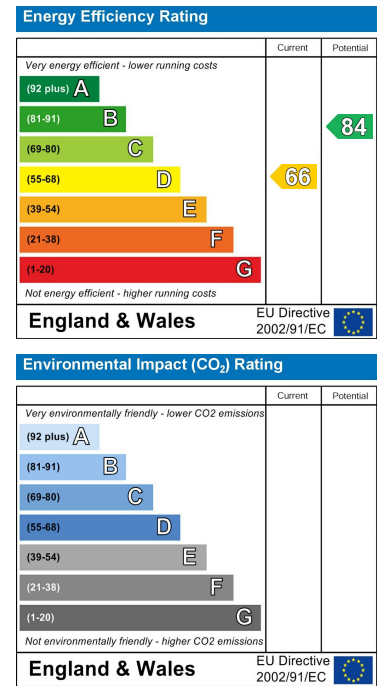 Energy Efficiency Rating
Current Potential
Very energy efficient - lower running costs
(92 plus) A
(81-91) B
(69-80) C
(55-68) D
(39-54) E
(21-38) F
(1-20) G
84
66
Not energy efficient - higher running costs
England & Wales
EU Directive
2002/91/EC
Environmental Impact (CO₂) Rating
Current Potential
Very environmentally friendly - lower CO2 emissions
(92 plus) A
(81-91) B
(69-80) C
(55-68) D
(39-54) E
(21-38) F
(1-20) G
Not environmentally friendly - higher CO2 emissions
England & Wales
EU Directive
2002/91/EC